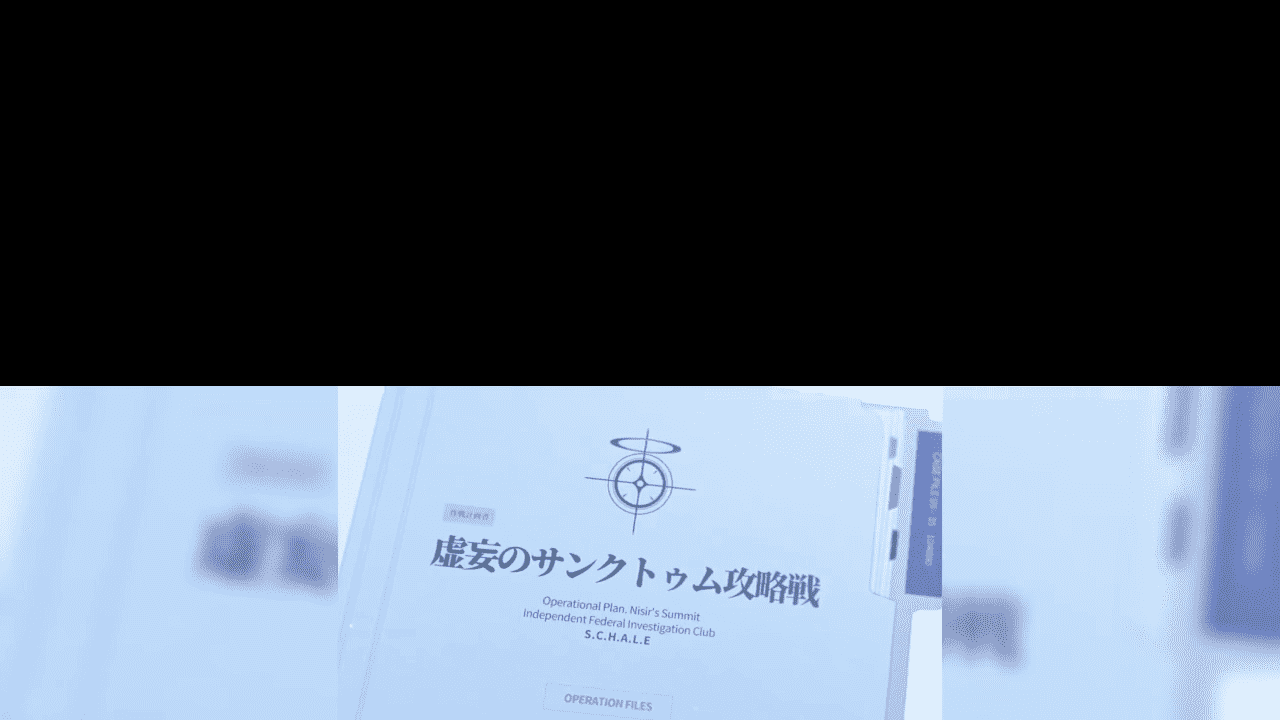 作戦計画書
虚妄のサンクトゥム攻略戦
Operational Plan. Nisir's Summit
Independent Federal Investigation Club
S.C.H.A.L.E
OPERATION FILES